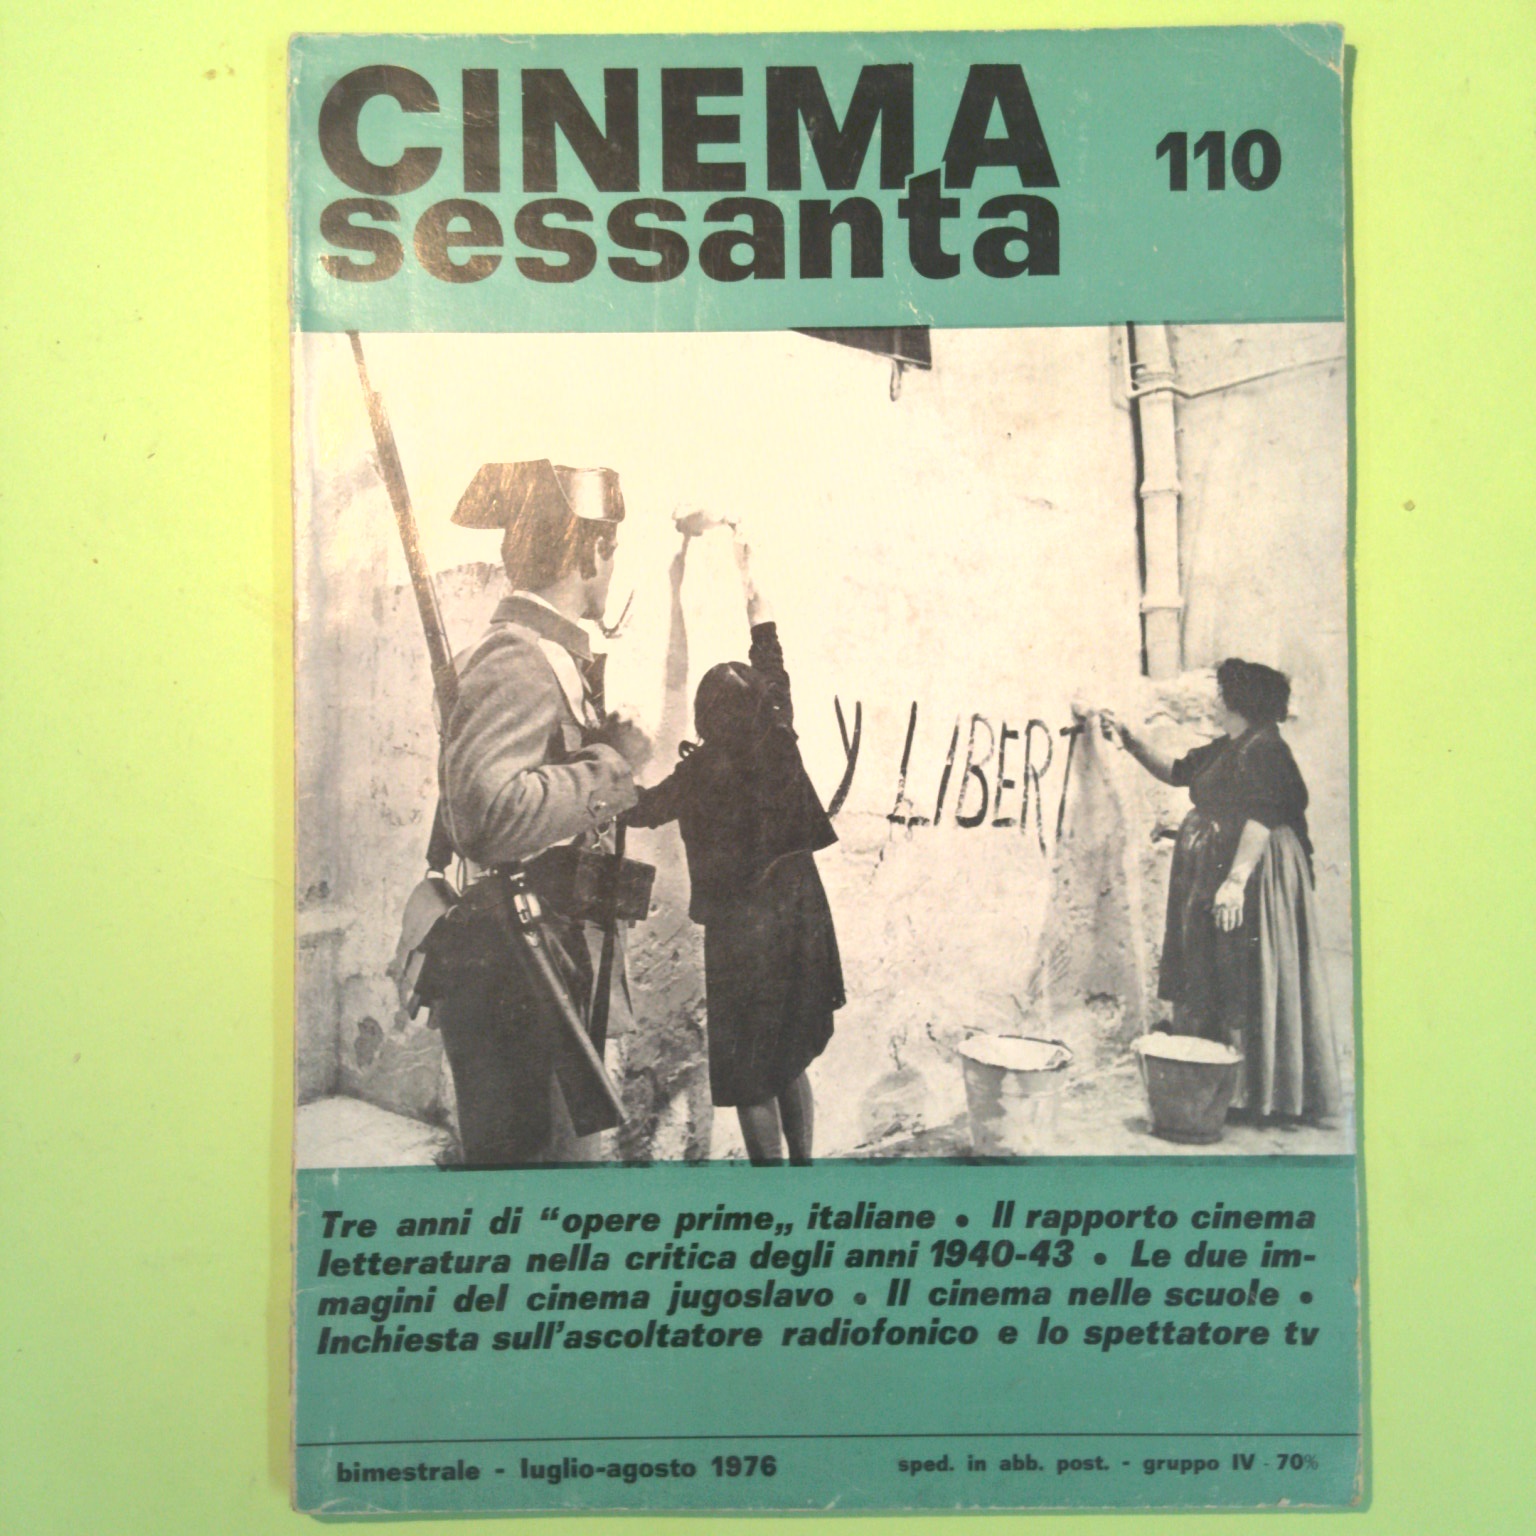 CINEMA
sessanta
110
Y LIBERT
Tre anni di “opere prime„ italiane • Il rapporto cinema
letteratura nella critica degli anni 1940-43 • Le due im-
magini del cinema jugoslavo • Il cinema nelle scuole •
Inchiesta sull'ascoltatore radiofonico e lo spettatore tv
bimestrale - luglio-agosto 1976
sped. in abb. post. - gruppo IV - 70%